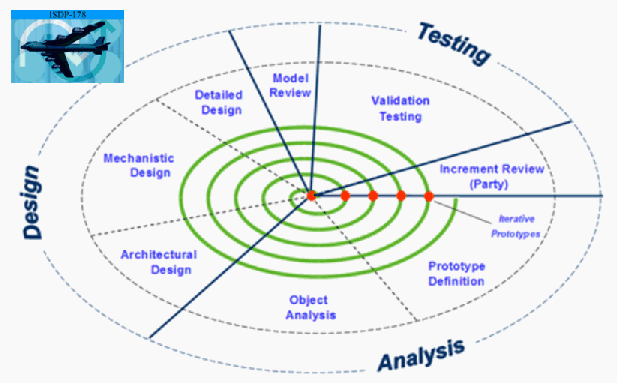 ISDP-178
Testing
Model
Review
Detailed
Design
Validation
Testing
Mechanistic
Design
Increment Review
(Party)
Design
Iterative
Prototypes
Architectural
Design
Prototype
Definition
Object
Analysis
Analysis